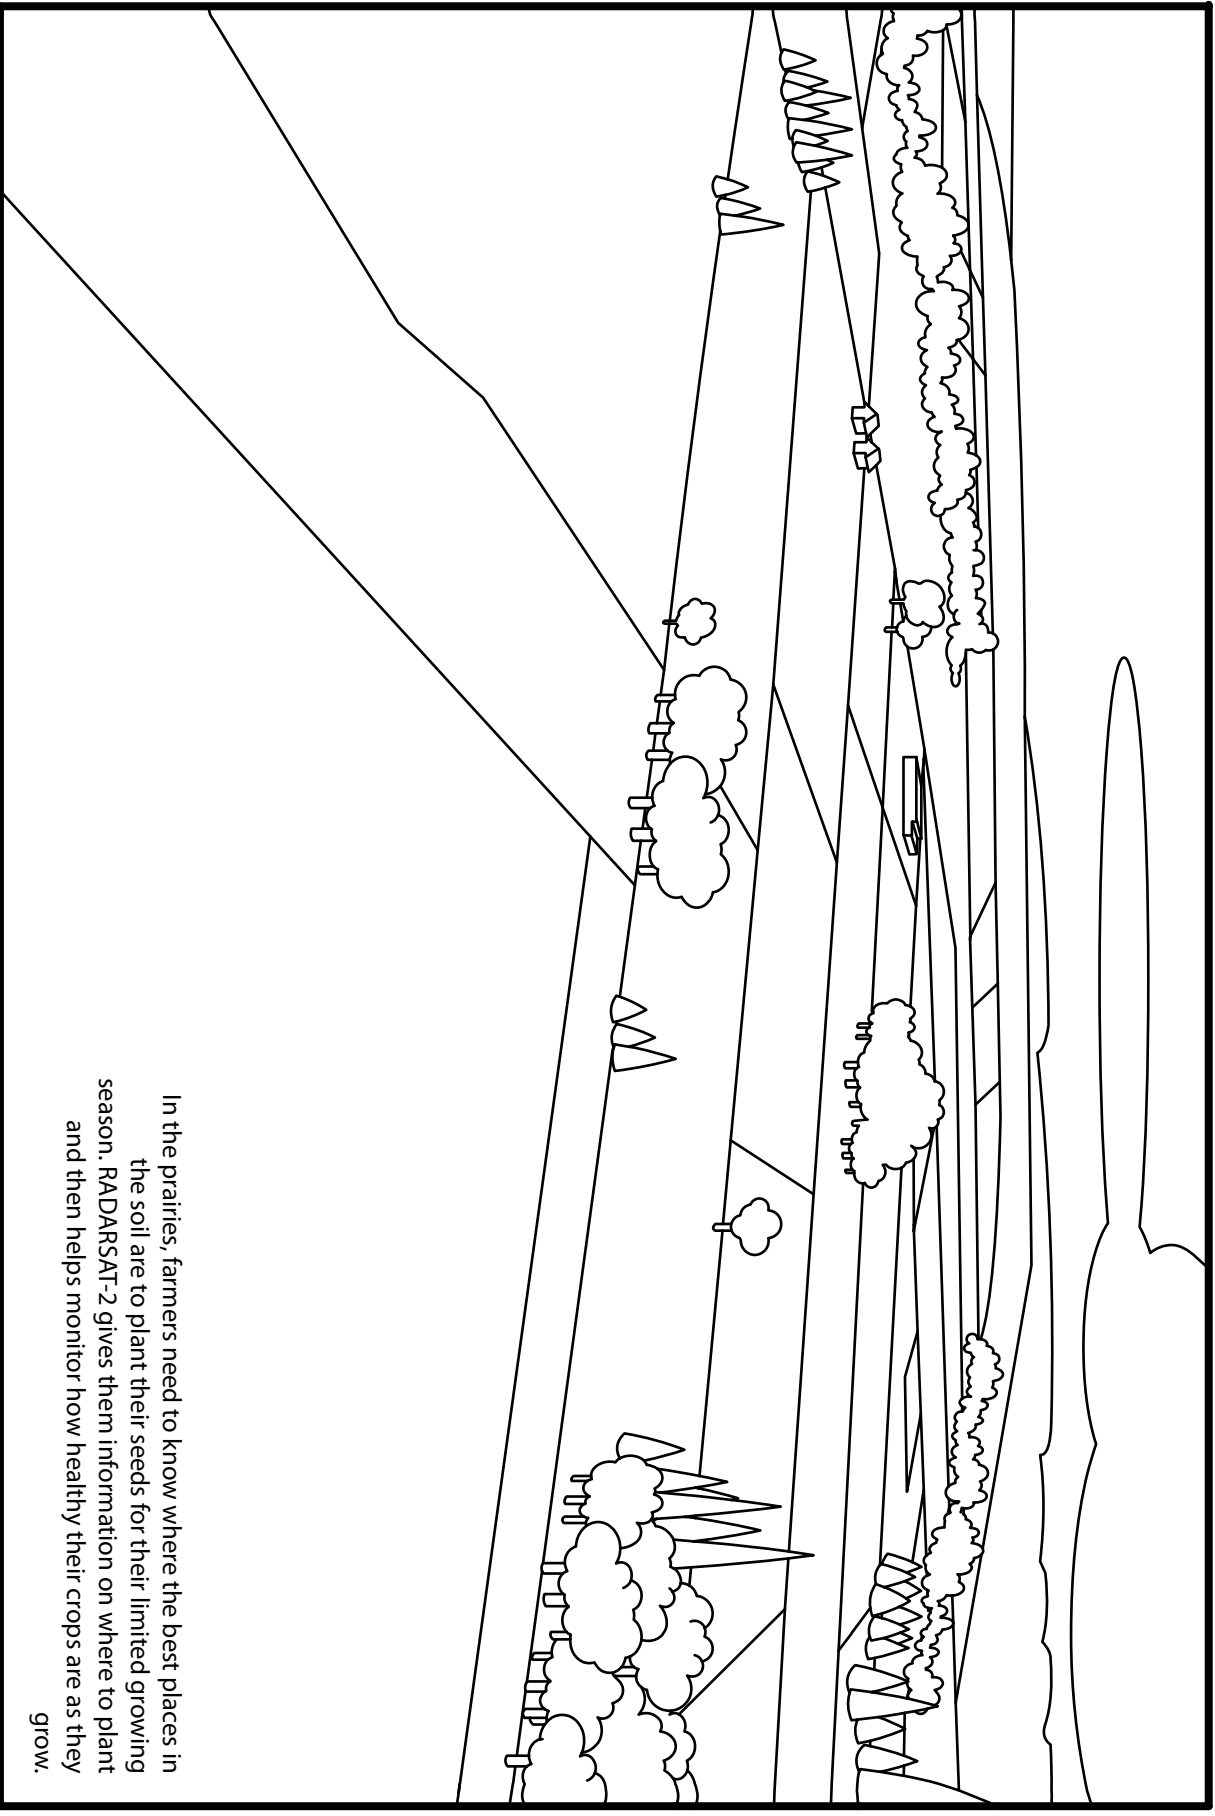 In the prairies, farmers need to know where the best places in
the soil are to plant their seeds for their limited growing
season. RADARSAT-2 gives them information on where to plant
and then helps monitor how healthy their crops are as they
grow.